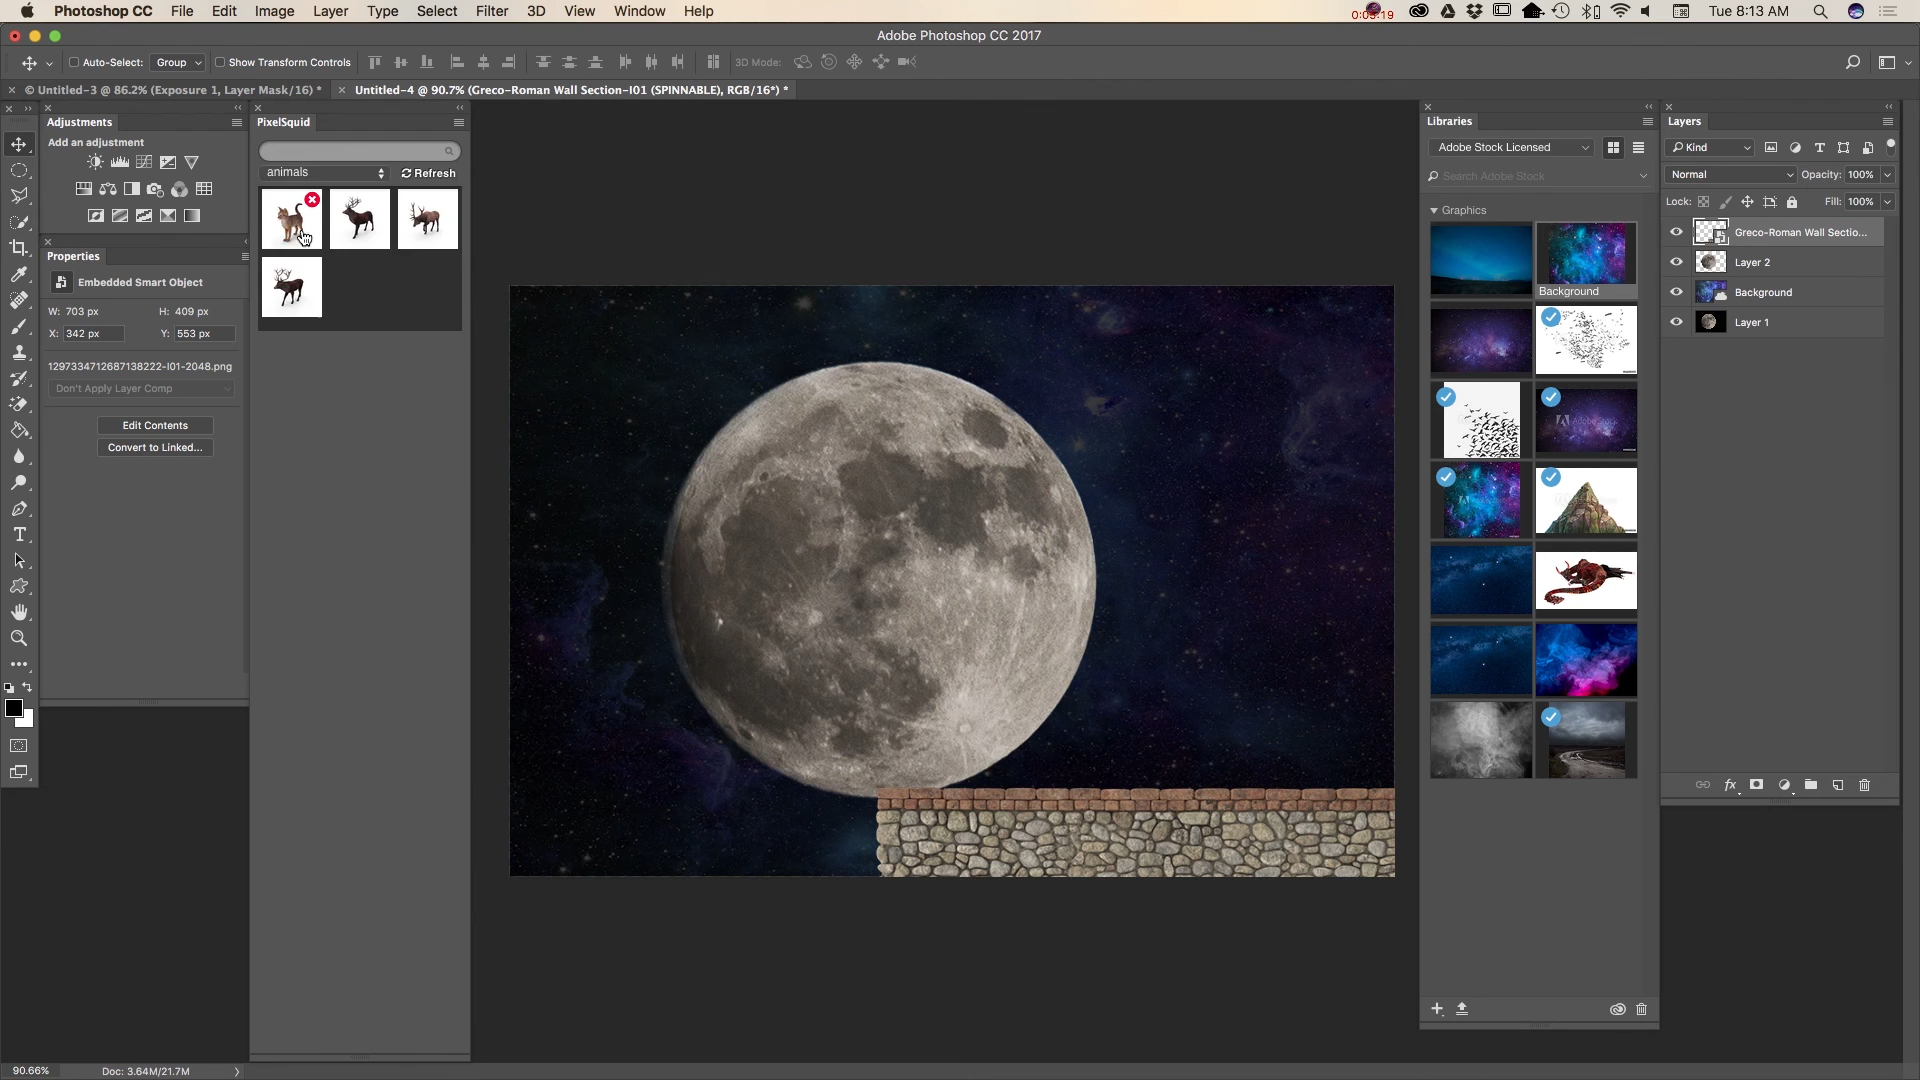 Photoshop CC File Edit Image Layer Type Select Filter 3D View Window Help
0:05:19
Tue 8:13 AM
Adobe Photoshop CC 2017
Auto-Select: Group Show Transform Controls 3D Mode:
© Untitled-3 @ 86.2% (Exposure 1, Layer Mask/16) *
Untitled-4 @ 90.7% (Greco-Roman Wall Section-I01 (SPINNABLE), RGB/16*) *
Adjustments
Add an adjustment
Properties
Embedded Smart Object
W: 703 px H: 409 px
X: 342 px Y: 553 px
1297334712687138222-I01-2048.png
Don't Apply Layer Comp
Edit Contents
Convert to Linked...
PixelSquid
animals
Refresh
Libraries
Adobe Stock Licensed
Search Adobe Stock
Graphics
Background
Layers
Kind
Normal Opacity: 100%
Lock: Fill: 100%
Greco-Roman Wall Sectio...
Layer 2
Background
Layer 1
fx
90.66% Doc: 3.64M/21.7M